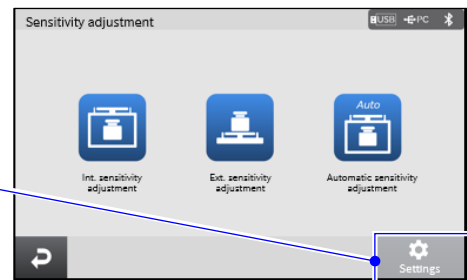 Sensitivity adjustment
USB PC
Auto
Int. sensitivity
adjustment
Ext. sensitivity
adjustment
Automatic sensitivity
adjustment
Settings